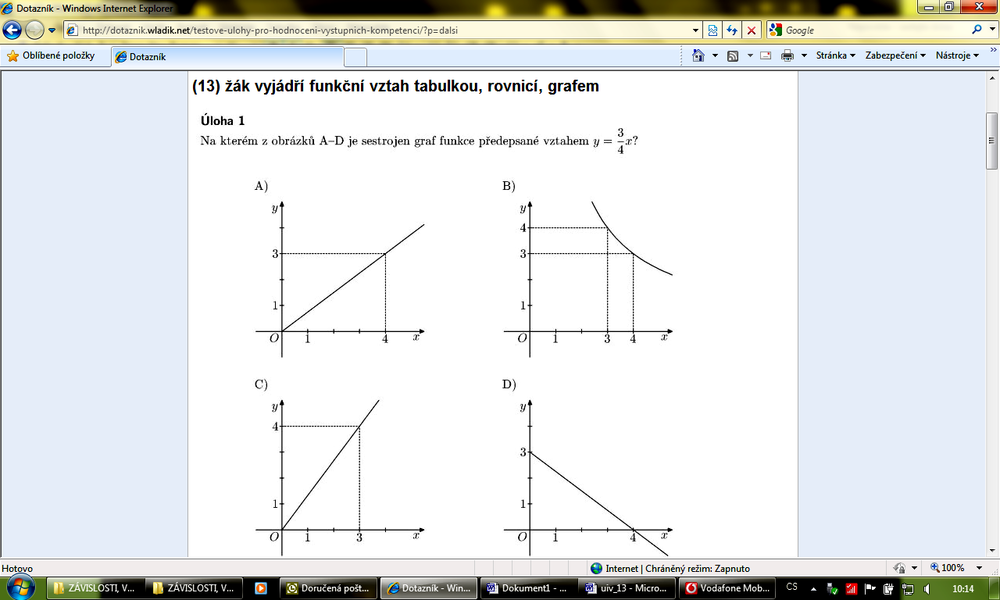 Dotazník - Windows Internet Explorer
http://dotaznik.wladik.net/testove-ulohy-pro-hodnoceni-vystupnich-kompetenci/?p=dalsi
Google
Oblíbené položky
Dotazník
Stránka
Zabezpečení
Nástroje
»
(13) žák vyjádří funkční vztah tabulkou, rovnicí, grafem
Úloha 1
Na kterém z obrázků A–D je sestrojen graf funkce předepsané vztahem y = 3/4 x?
A)
y
3
1
O 1 4 x
B)
y
4
3
1
O 1 3 4 x
C)
y
4
1
O 1 3 x
D)
y
3
1
O 1 4 x
Hotovo
Internet | Chráněný režim: Zapnuto
100%
ZÁVISLOSTI, V...
ZÁVISLOSTI, V...
Doručená pošt...
Dotazník - Win...
Dokument1 - ...
uiv_13 - Micro...
Vodafone Mob...
CS
10:14